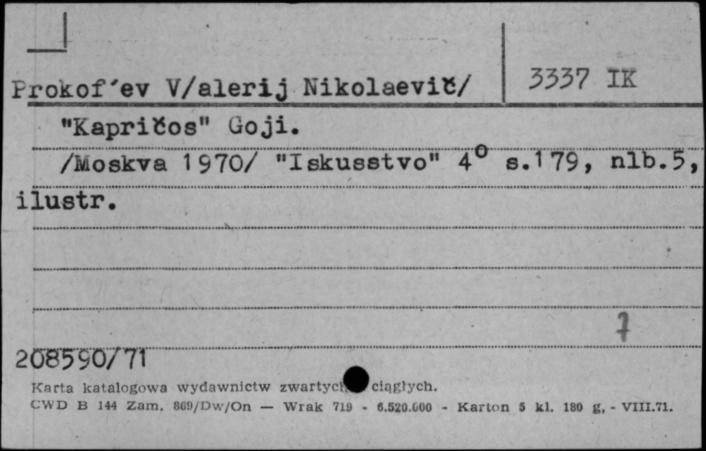 Prokof´ev V/alerij Nikolaevič/
3337 IK
"Kapričos" Goji.
/Moskva 1970/ "Iskusstvo" 4⁰ s.179, nlb.5,
ilustr.
7
208590/71
Karta katalogowa wydawnictw zwartych ciągłych.
CWD B 144 Zam. 869/Dw/On — Wrak 719 - 6.520.000 - Karton 5 kl. 180 g, - VIII.71.